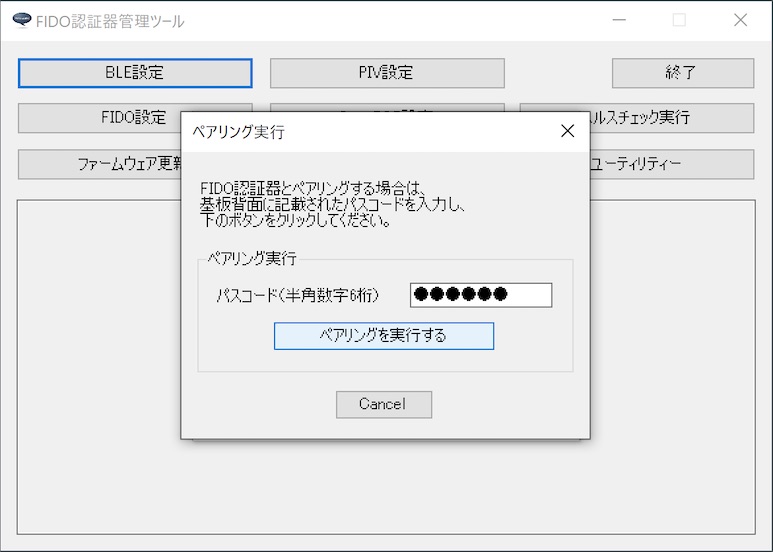 FIDO認証器管理ツール
BLE設定
PIV設定
終了
FIDO設定
ルスチェック実行
ファームウェア更新
ユーティリティー
ペアリング実行
FIDO認証器とペアリングする場合は、
基板背面に記載されたパスコードを入力し、
下のボタンをクリックしてください。
ペアリング実行
パスコード(半角数字6桁)
●●●●●●
ペアリングを実行する
Cancel